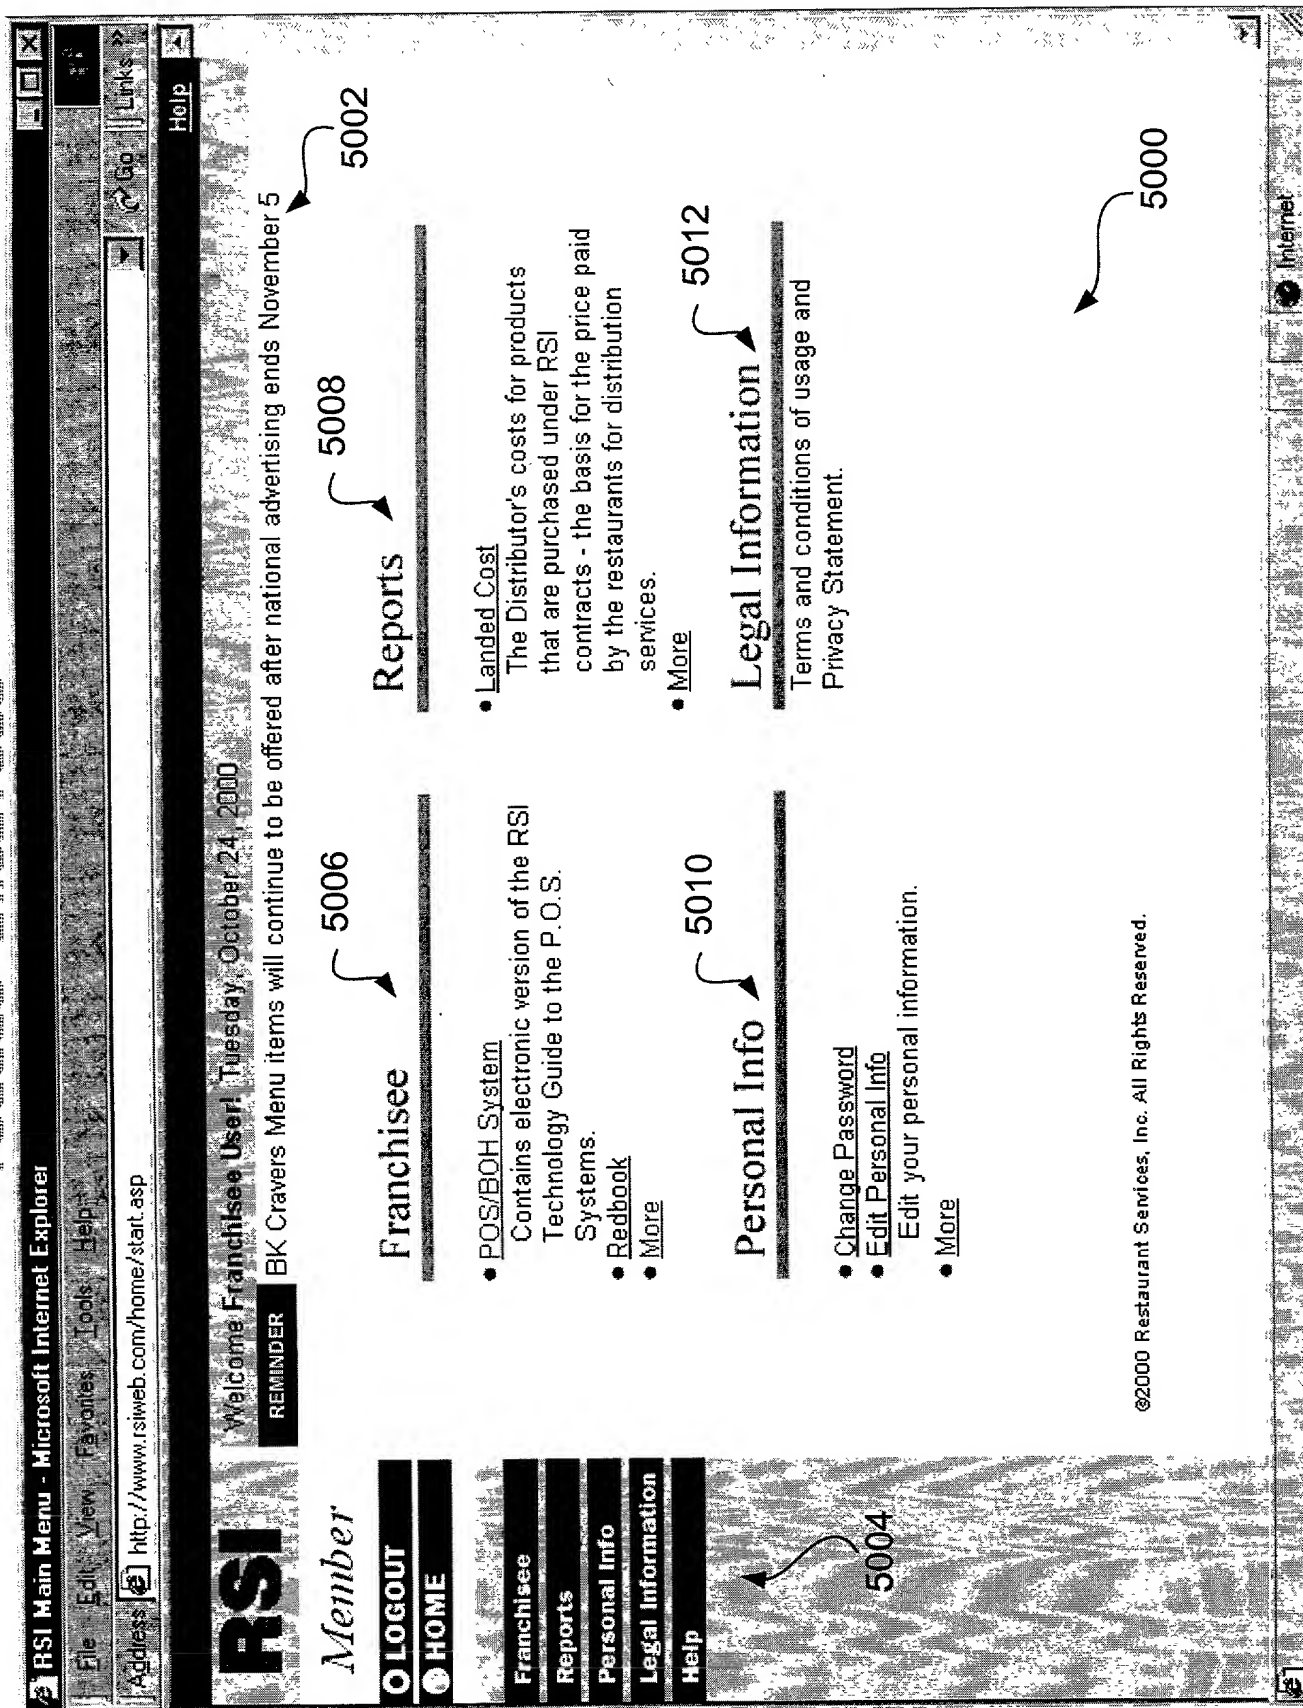 RSI Main Menu - Microsoft Internet Explorer
File Edit View Favorites Tools Help
Address http://www.rsiweb.com/home/start.asp Go Links »
Help
RSI
Welcome Franchisee User! Tuesday, October 24, 2000
REMINDER BK Cravers Menu items will continue to be offered after national advertising ends November 5
5002
Member
LOGOUT
HOME
Franchisee
Reports
Personal Info
Legal Information
Help
5004
Franchisee
5006
• POS/BOH System
Contains electronic version of the RSI
Technology Guide to the P.O.S.
Systems.
• Redbook
• More
Reports
5008
• Landed Cost
The Distributor's costs for products
that are purchased under RSI
contracts - the basis for the price paid
by the restaurants for distribution
services.
• More
Personal Info
5010
• Change Password
• Edit Personal Info
Edit your personal information.
• More
Legal Information
5012
Terms and conditions of usage and
Privacy Statement.
5000
©2000 Restaurant Services, Inc. All Rights Reserved.
Internet